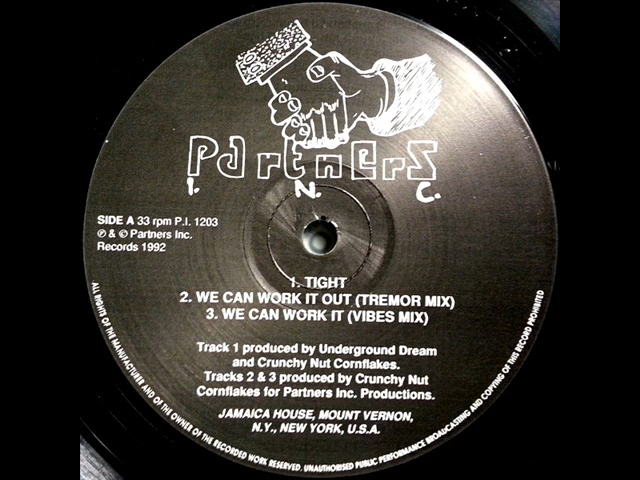 PartnerS
I. N. C.
SIDE A 33 rpm P.I. 1203
℗ & © Partners Inc.
Records 1992
1. TIGHT
2. WE CAN WORK IT OUT (TREMOR MIX)
3. WE CAN WORK IT (VIBES MIX)
Track 1 produced by Underground Dream
and Crunchy Nut Cornflakes.
Tracks 2 & 3 produced by Crunchy Nut
Cornflakes for Partners Inc. Productions.
JAMAICA HOUSE, MOUNT VERNON,
N.Y., NEW YORK, U.S.A.
ALL RIGHTS OF THE MANUFACTURER AND OF THE OWNER OF THE RECORDED WORK RESERVED. UNAUTHORISED PUBLIC PERFORMANCE BROADCASTING AND COPYING OF THIS RECORD PROHIBITED